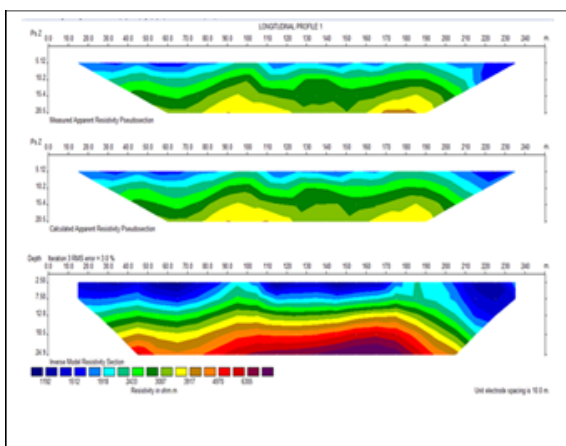 LONGITUDINAL PROFILE 1
Ps.Z
0.0 10.0 20.0 30.0 40.0 50.0 60.0 70.0 80.0 90.0 100 110 120 130 140 150 160 170 180 190 200 210 220 230 240 m.
5.12
10.2
15.4
20.5
Measured Apparent Resistivity Pseudosection
Ps.Z
0.0 10.0 20.0 30.0 40.0 50.0 60.0 70.0 80.0 90.0 100 110 120 130 140 150 160 170 180 190 200 210 220 230 240 m.
5.12
10.2
15.4
20.5
Calculated Apparent Resistivity Pseudosection
Depth Iteration 3 RMS error = 3.0 %
0.0 10.0 20.0 30.0 40.0 50.0 60.0 70.0 80.0 90.0 100 110 120 130 140 150 160 170 180 190 200 210 220 230 240 m.
2.50
7.50
12.8
18.5
24.9
Inverse Model Resistivity Section
1192 1512 1918 2433 3087 3917 4970 6305
Resistivity in ohm.m
Unit electrode spacing is 10.0 m.